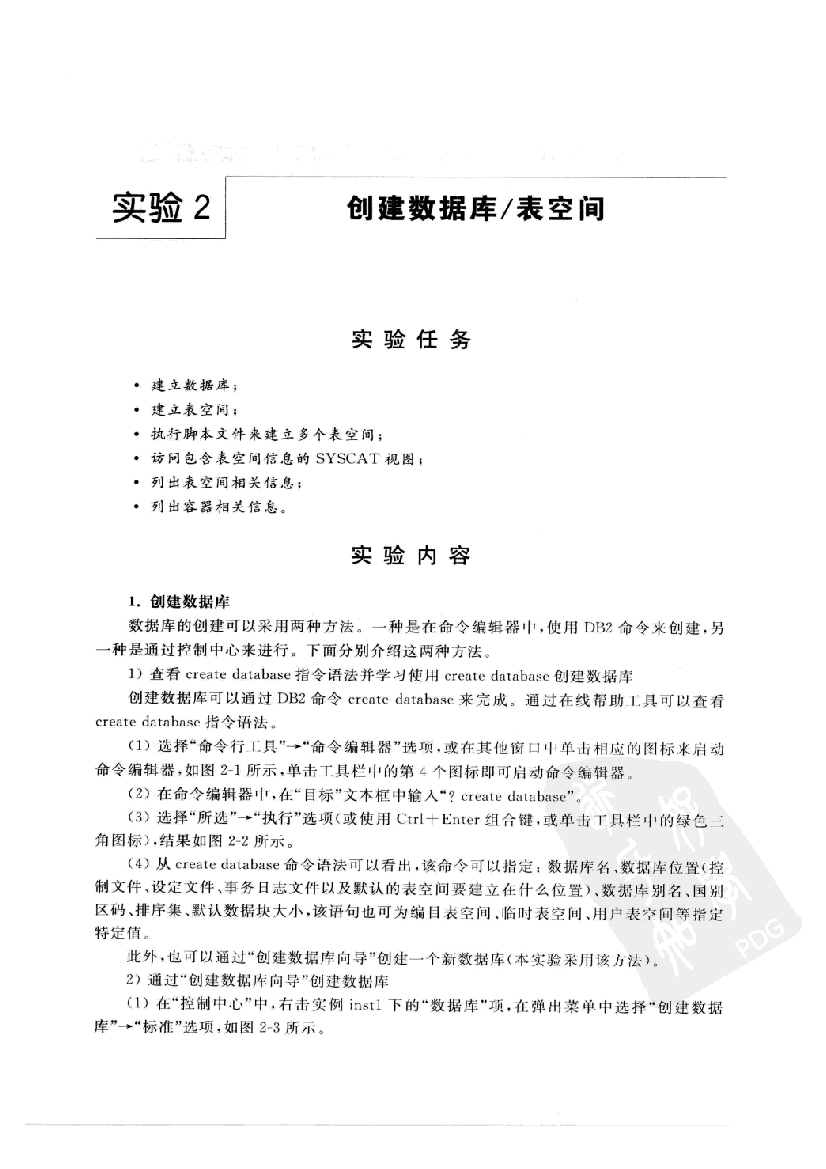 实验 2
创建数据库/表空间
实 验 任 务
• 建立数据库；
• 建立表空间；
• 执行脚本文件来建立多个表空间；
• 访问包含表空间信息的 SYSCAT 视图；
• 列出表空间相关信息；
• 列出容器相关信息。
实 验 内 容
1. 创建数据库
数据库的创建可以采用两种方法。一种是在命令编辑器中，使用 DB2 命令来创建，另
一种是通过控制中心来进行。下面分别介绍这两种方法。
1) 查看 create database 指令语法并学习使用 create database 创建数据库
创建数据库可以通过 DB2 命令 create database 来完成。通过在线帮助工具可以查看
create database 指令语法。
(1) 选择“命令行工具”→“命令编辑器”选项，或在其他窗口中单击相应的图标来启动
命令编辑器，如图 2-1 所示，单击工具栏中的第 4 个图标即可启动命令编辑器。
(2) 在命令编辑器中，在“目标”文本框中输入“? create database”。
(3) 选择“所选”→“执行”选项(或使用 Ctrl+Enter 组合键，或单击工具栏中的绿色三
角图标)，结果如图 2-2 所示。
(4) 从 create database 命令语法可以看出，该命令可以指定：数据库名、数据库位置(控
制文件、设定文件、事务日志文件以及默认的表空间要建立在什么位置)、数据库别名、国别
区码、排序集、默认数据块大小，该语句也可为编目表空间、临时表空间、用户表空间等指定
特定值。
此外，也可以通过“创建数据库向导”创建一个新数据库(本实验采用该方法)。
2) 通过“创建数据库向导”创建数据库
(1) 在“控制中心”中，右击实例 inst1 下的“数据库”项，在弹出菜单中选择“创建数据
库”→“标准”选项，如图 2-3 所示。
PDG